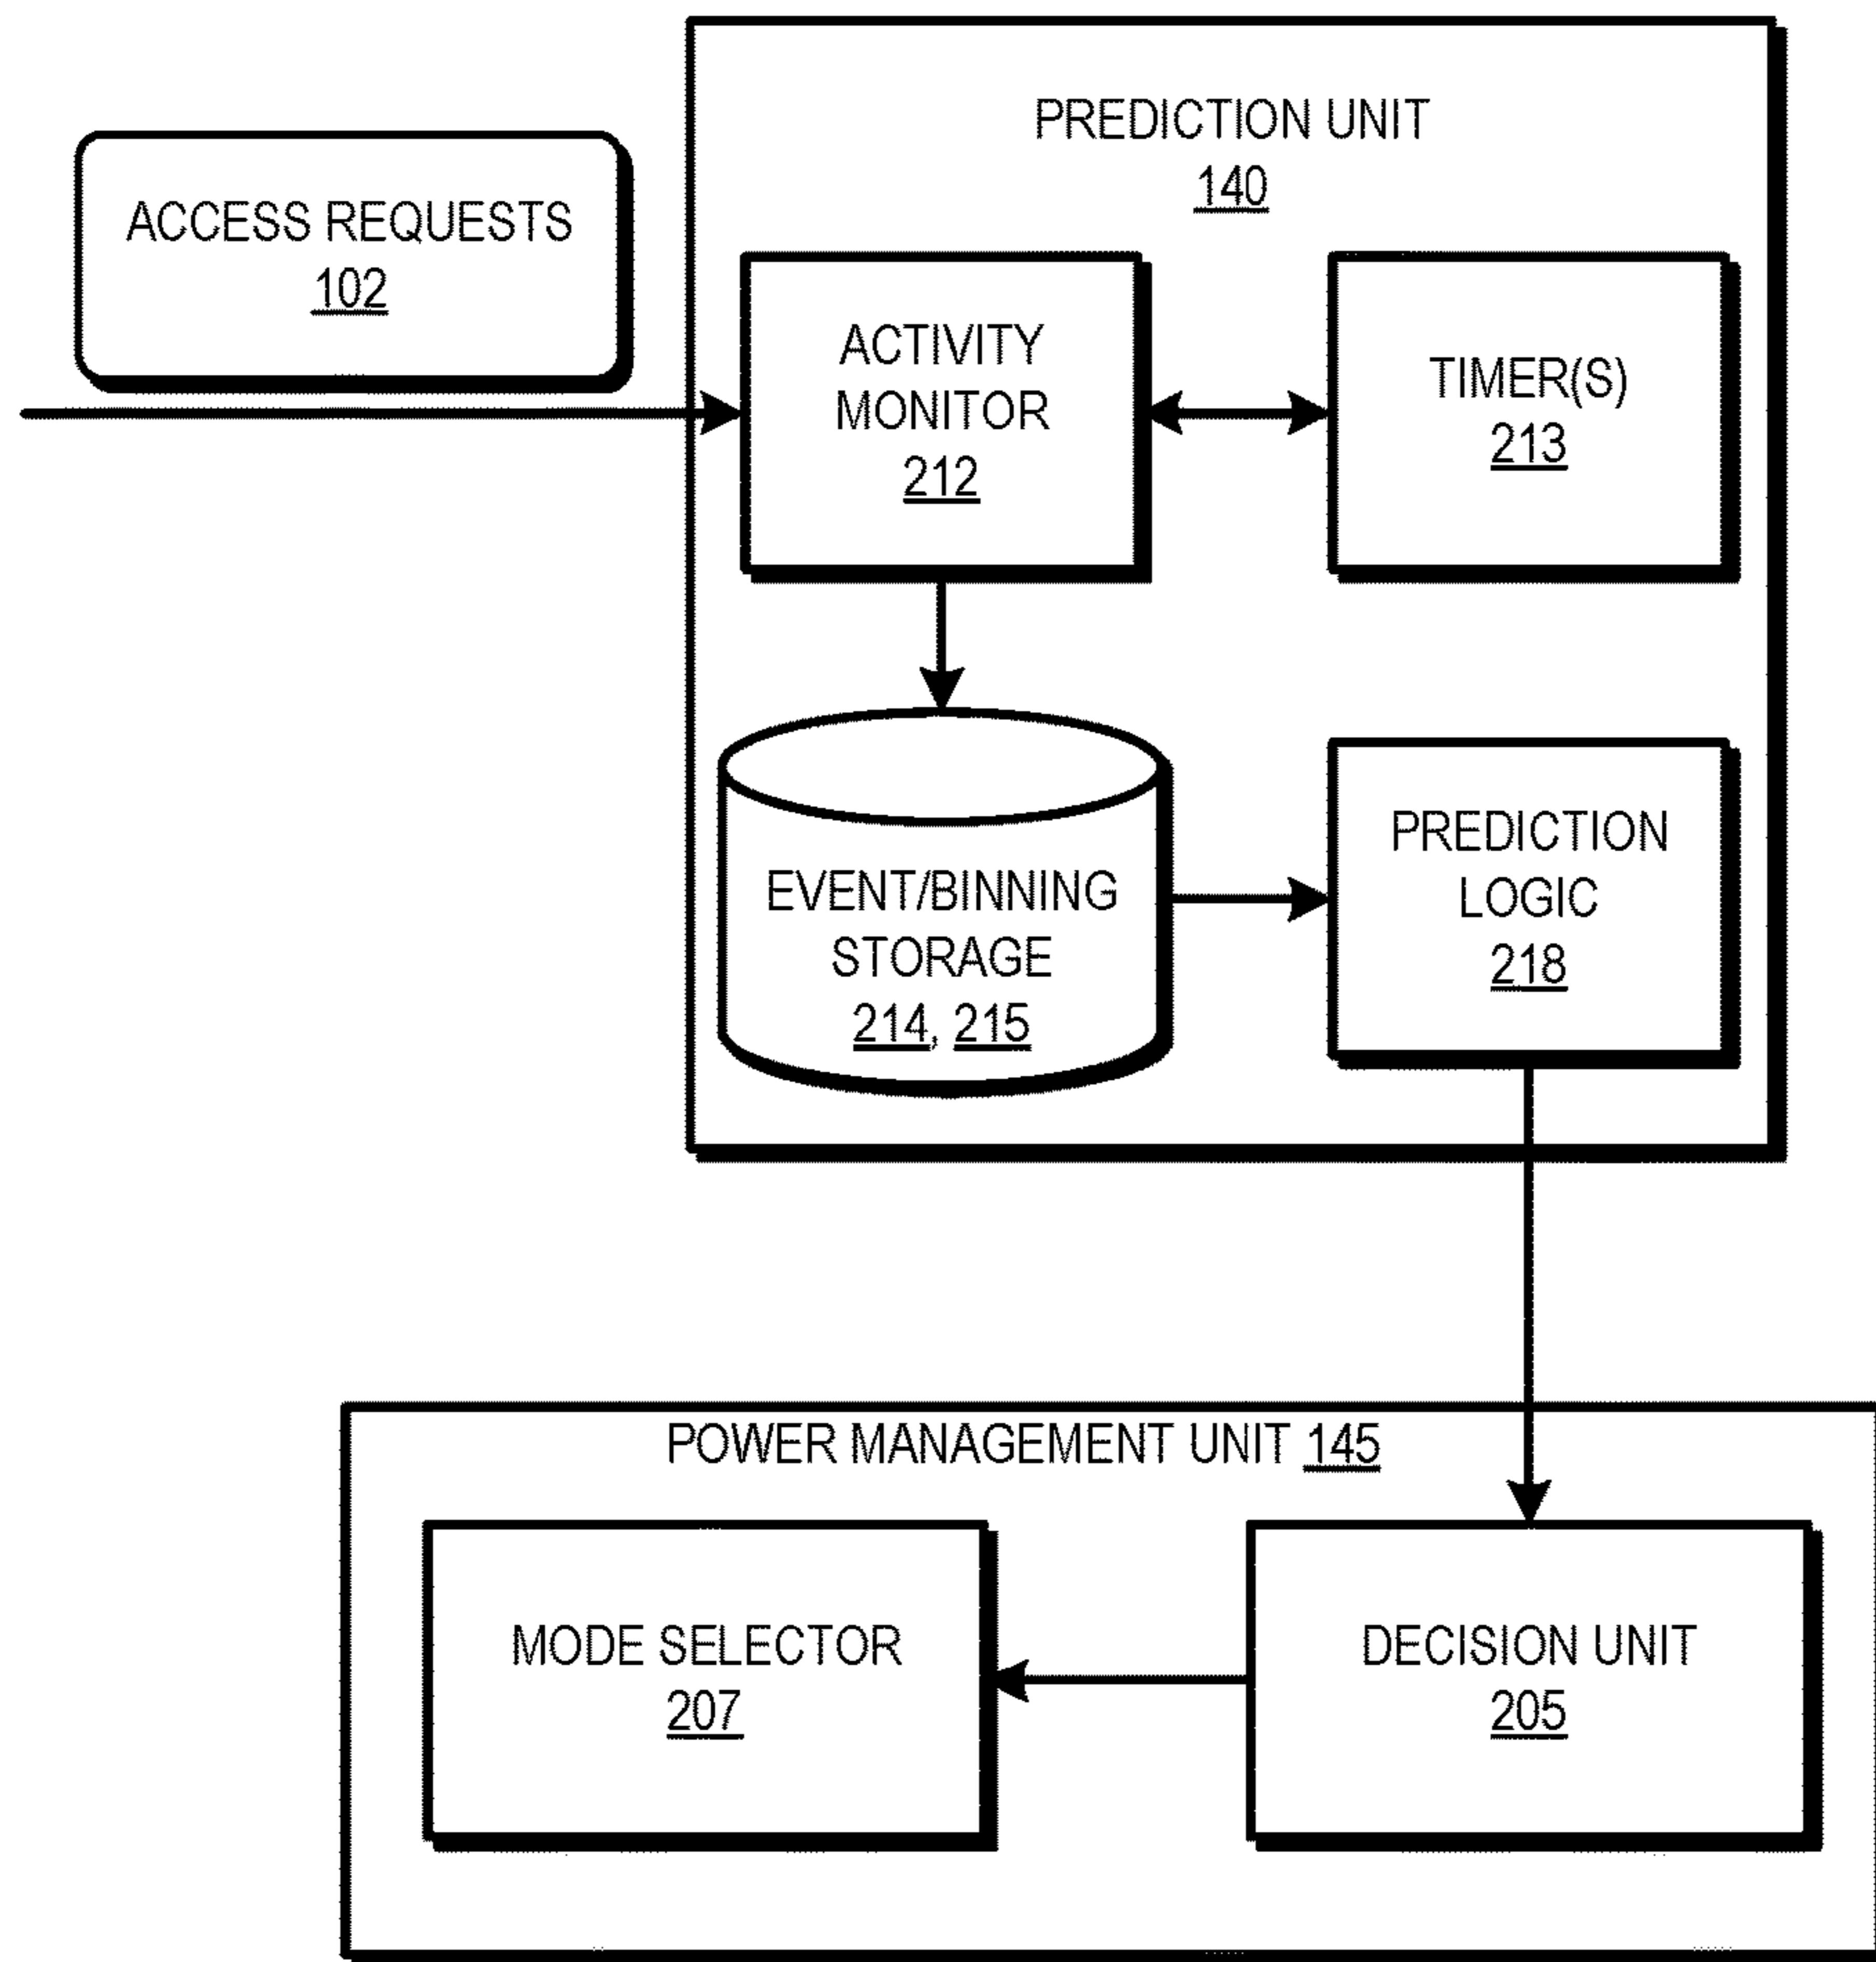 PREDICTION UNIT
140
ACCESS REQUESTS
102
ACTIVITY
MONITOR
212
TIMER(S)
213
EVENT/BINNING
STORAGE
214, 215
PREDICTION
LOGIC
218
POWER MANAGEMENT UNIT 145
MODE SELECTOR
207
DECISION UNIT
205